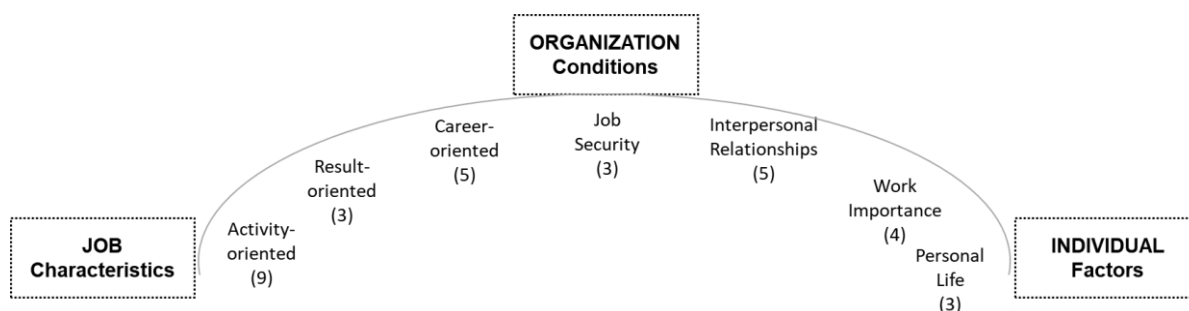 ORGANIZATION
Conditions
Career-
oriented
(5)
Job
Security
(3)
Interpersonal
Relationships
(5)
Result-
oriented
(3)
Work
Importance
(4)
Activity-
oriented
(9)
JOB
Characteristics
Personal
Life
(3)
INDIVIDUAL
Factors